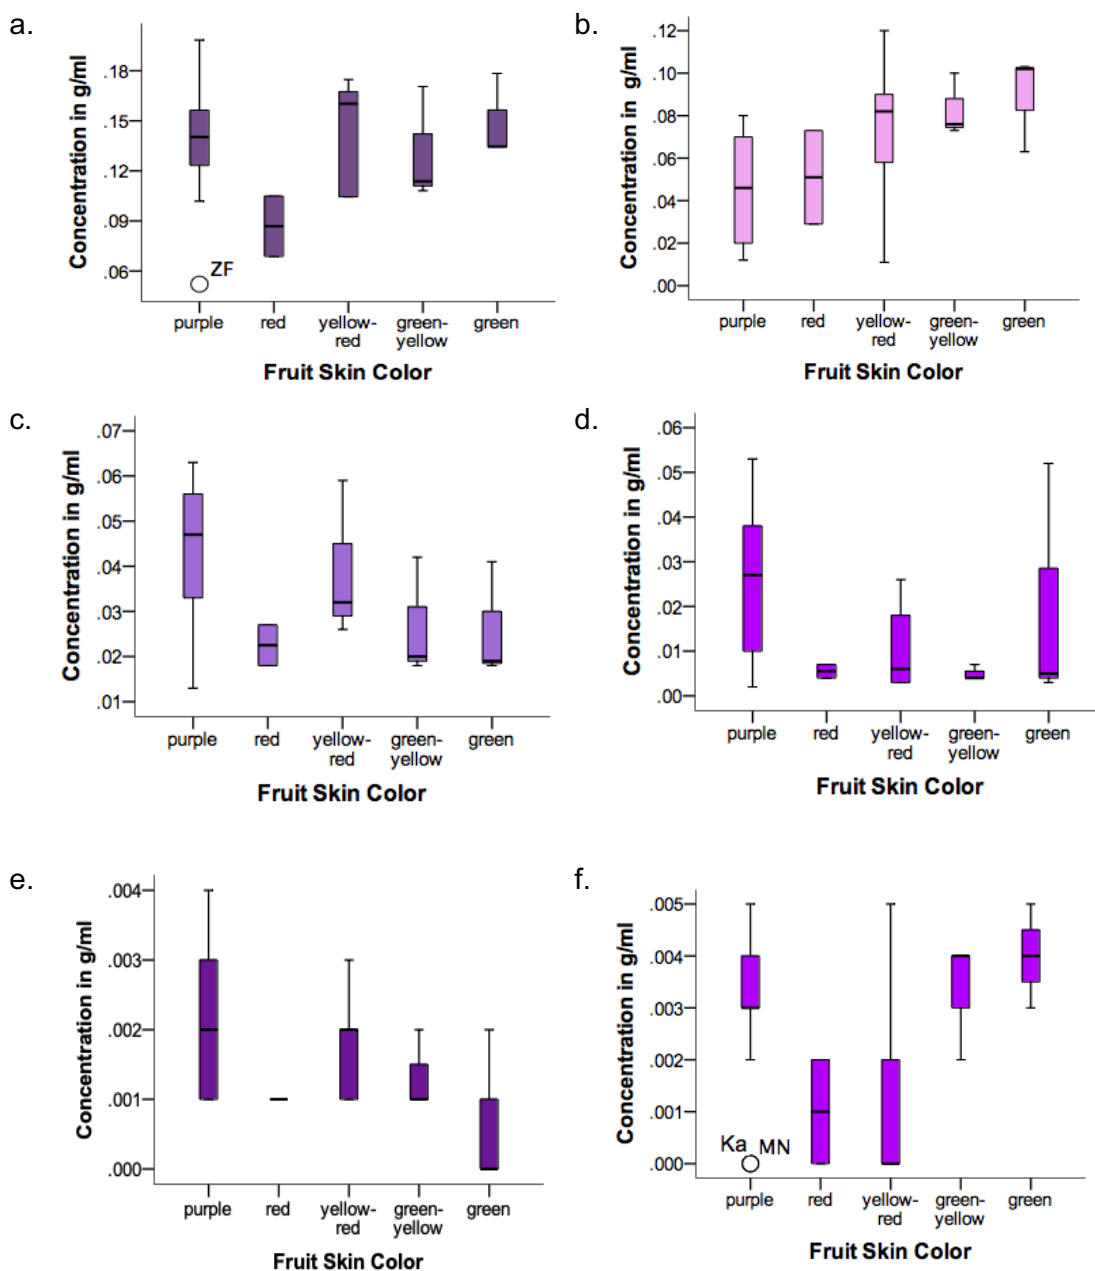 a.
Concentration in g/ml
.18
.15
.12
.09
.06
ZF
purple
red
yellow-
red
green-
yellow
green
Fruit Skin Color
b.
Concentration in g/ml
.12
.10
.08
.06
.04
.02
.00
purple
red
yellow-
red
green-
yellow
green
Fruit Skin Color
c.
Concentration in g/ml
.07
.06
.05
.04
.03
.02
.01
purple
red
yellow-
red
green-
yellow
green
Fruit Skin Color
d.
Concentration in g/ml
.06
.05
.04
.03
.02
.01
.00
purple
red
yellow-
red
green-
yellow
green
Fruit Skin Color
e.
Concentration in g/ml
.004
.003
.002
.001
.000
purple
red
yellow-
red
green-
yellow
green
Fruit Skin Color
f.
Concentration in g/ml
.005
.004
.003
.002
.001
.000
Ka MN
purple
red
yellow-
red
green-
yellow
green
Fruit Skin Color